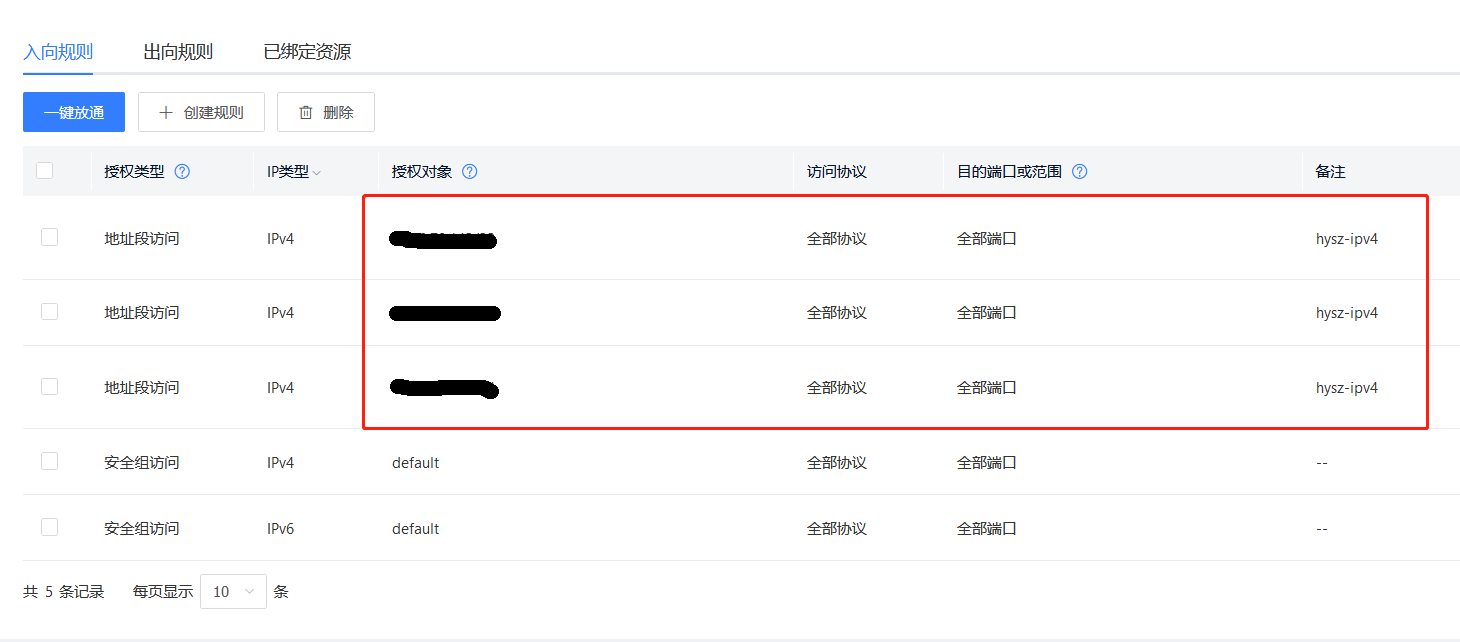 入向规则 出向规则 已绑定资源
一键放通 创建规则 删除
授权类型 IP类型 授权对象 访问协议 目的端口或范围 备注
地址段访问 IPv4 全部协议 全部端口 hysz-ipv4
地址段访问 IPv4 全部协议 全部端口 hysz-ipv4
地址段访问 IPv4 全部协议 全部端口 hysz-ipv4
安全组访问 IPv4 default 全部协议 全部端口 --
安全组访问 IPv6 default 全部协议 全部端口 --
共 5 条记录 每页显示 10 条